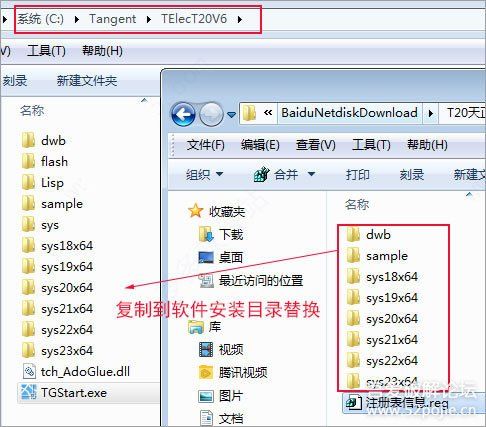 系统 (C:) ▸ Tangent ▸ TElecT20V6 ▸
V) 工具(T) 帮助(H)
刻录 新建文件夹
名称
dwb
flash
Lisp
sample
sys
sys18x64
sys19x64
sys20x64
sys21x64
sys22x64
sys23x64
tch_AdoGlue.dll
TGStart.exe
« BaiduNetdiskDownload ▸ T20天正
文件(F) 编辑(E) 查看(V) 工具(T) 帮助(H)
组织 合并 打印 刻录 新建文
收藏夹
下载
桌面
最近访问的位置
库
视频
腾讯视频
图片
文档
名称
dwb
sample
sys18x64
sys19x64
sys20x64
sys21x64
sys22x64
sys23x64
注册表信息.reg
复制到软件安装目录替换
吾爱破解论坛
www.52pojie.cn